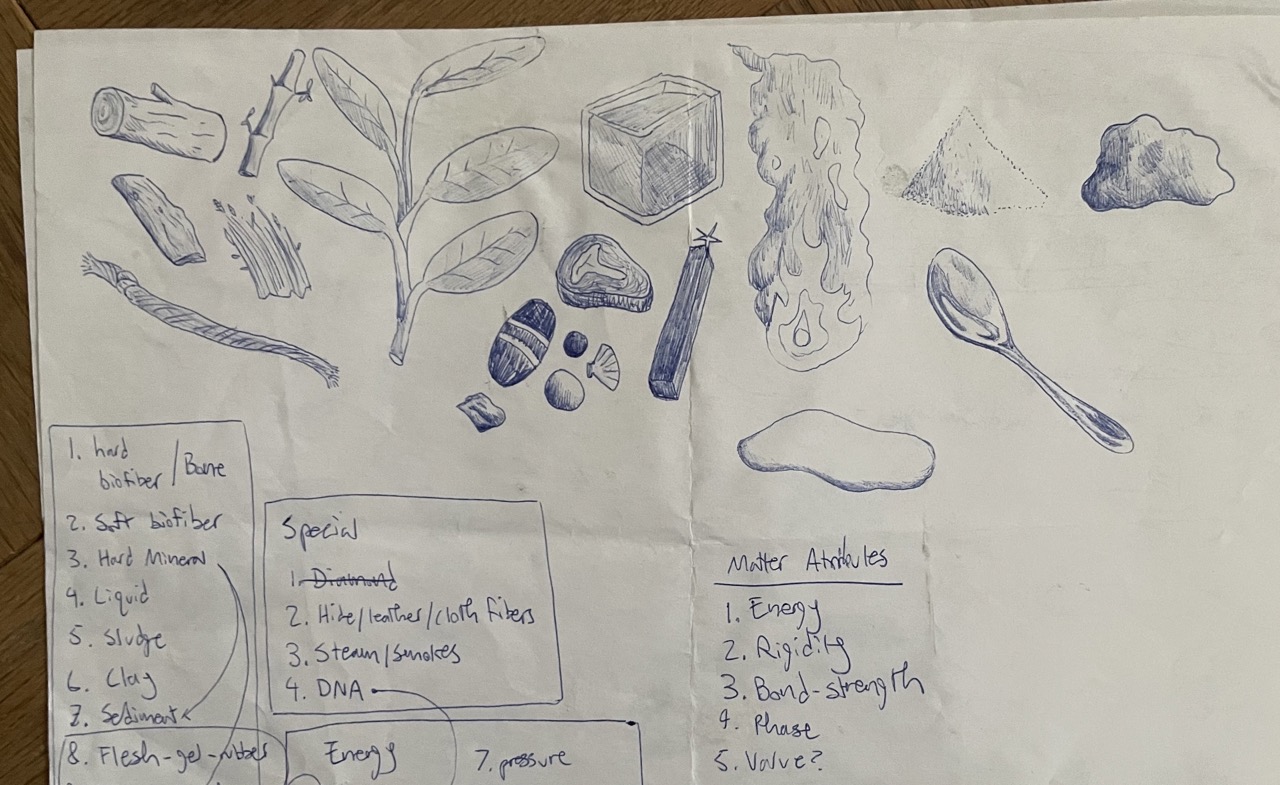 1. hard
biofiber / Bone
2. Soft biofiber
3. Hard Mineral
4. Liquid
5. Sludge
6. Clay
7. Sediment
8. Flesh-gel-rubber
Special
1. Diamond
2. Hide/leather/cloth fibers
3. Steam/smokes
4. DNA
Energy
7. pressure
Matter Attributes
1. Energy
2. Rigidity
3. Bond-strength
4. Phase
5. Valve?